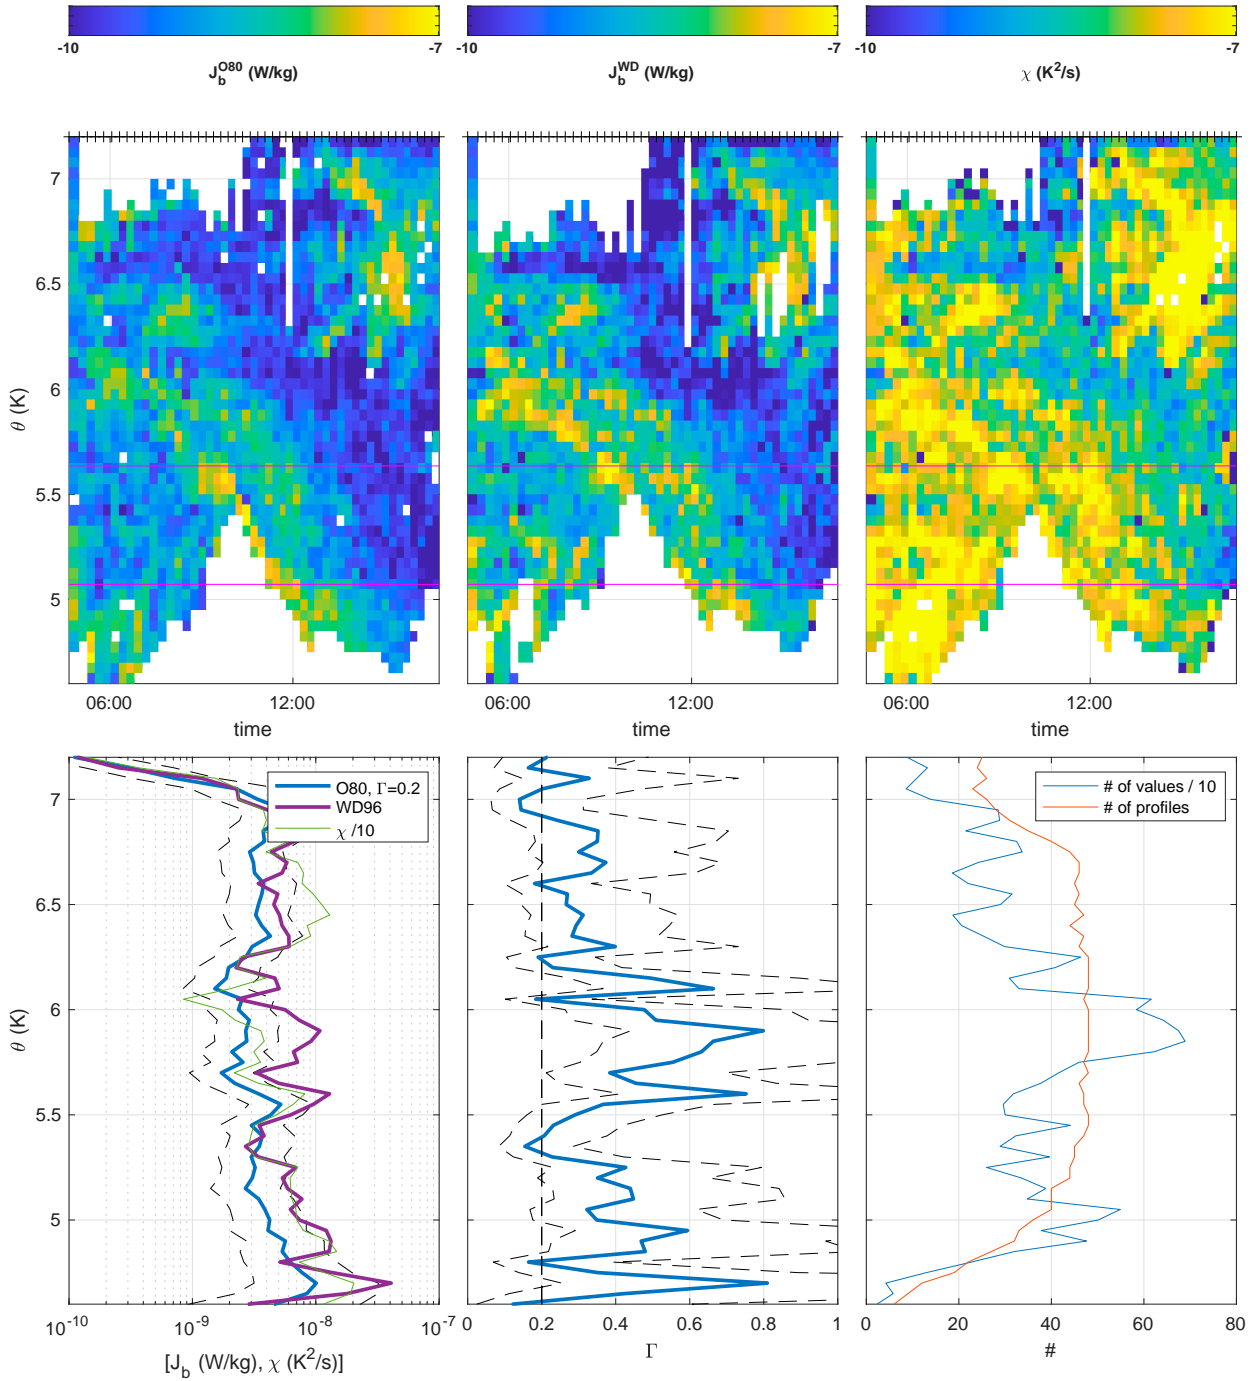 -10 -7 -10 -7 -10 -7
J_b^O80 (W/kg) J_b^WD (W/kg) χ (K²/s)
7
6.5
6
5.5
5
θ (K)
06:00 12:00 06:00 12:00 06:00 12:00
time time time
7
6.5
6
5.5
5
θ (K)
O80, Γ=0.2
WD96
χ /10
# of values / 10
# of profiles
10⁻¹⁰ 10⁻⁹ 10⁻⁸ 10⁻⁷ 0 0.2 0.4 0.6 0.8 1 0 20 40 60 80
[J_b (W/kg), χ (K²/s)] Γ #